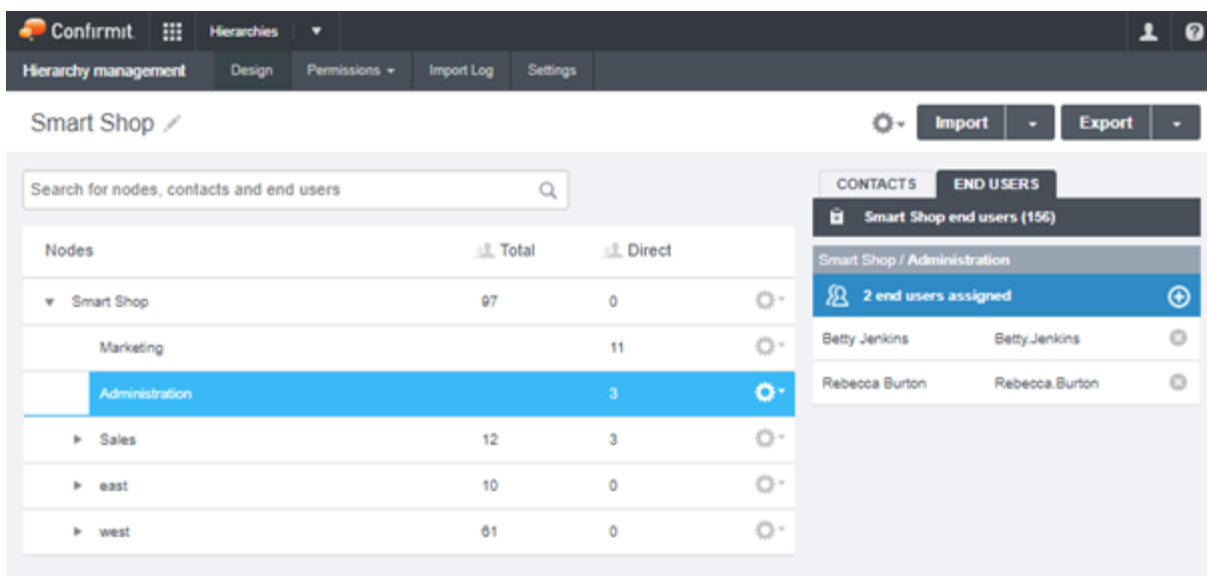 Confirmit. Hierarchies
Hierarchy management Design Permissions Import Log Settings
Smart Shop Import Export
Search for nodes, contacts and end users
CONTACTS END USERS
Smart Shop end users (156)
Nodes Total Direct
Smart Shop / Administration
2 end users assigned
Smart Shop 97 0
Marketing 11
Administration 3
Sales 12 3
east 10 0
west 61 0
Betty Jenkins Betty.Jenkins
Rebecca Burton Rebecca.Burton